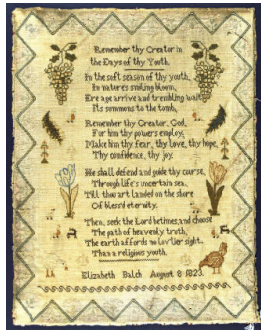 Remember thy Creator in
the Days of thy Youth.
In the soft season of thy youth,
In nature's smiling bloom,
Ere age arrive and trembling wait
Its summons to the tomb,
Remember thy Creator, God,
For him thy powers employ,
Make him thy fear, thy love, thy hope,
Thy confidence, thy joy.
He shall defend and guide thy course,
Through life's uncertain sea,
Till thou art landed on the shore
Of bless'd eternity.
Then, seek the Lord betimes, and choose
The path of heavenly truth,
The earth affords no lovlier sight,
Than a religious youth.
Elizabeth Balch August 8 1823.